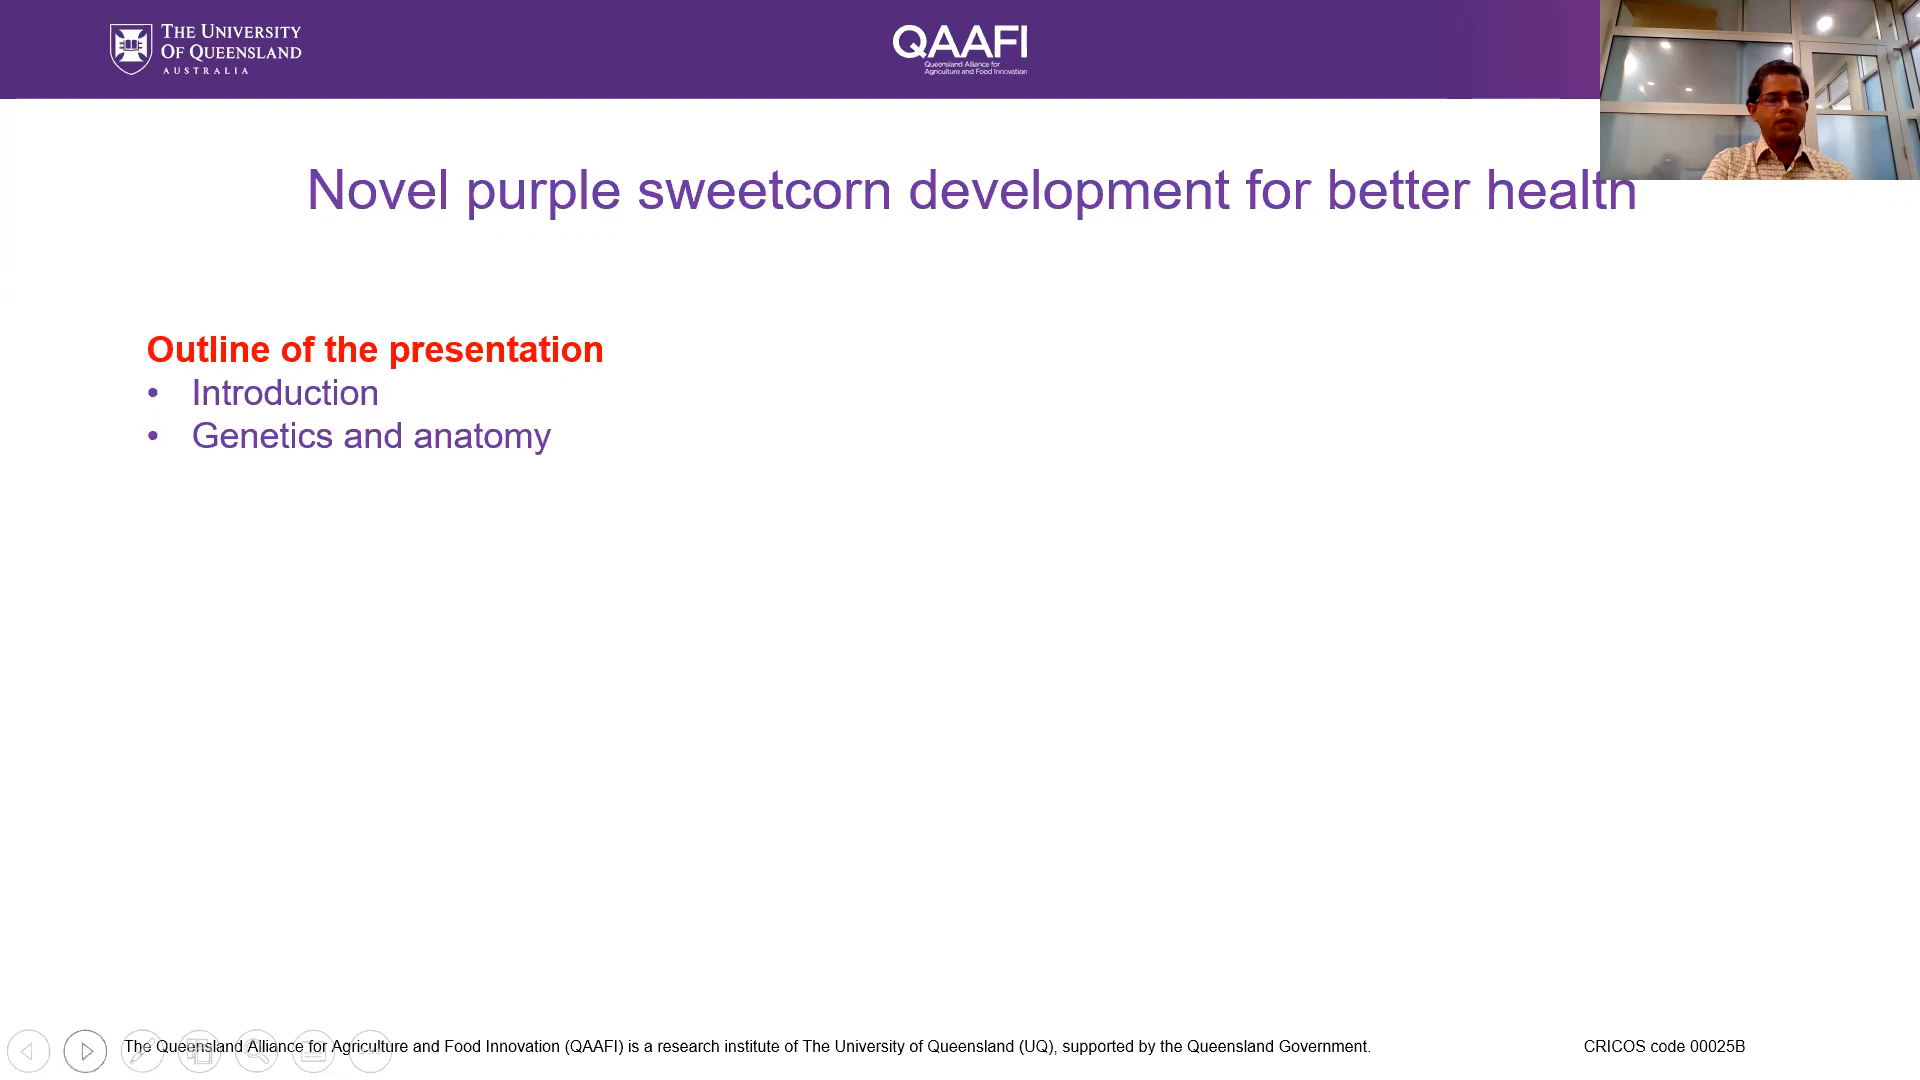 THE UNIVERSITY
OF QUEENSLAND
AUSTRALIA
QAAFI
Queensland Alliance for
Agriculture and Food Innovation
Novel purple sweetcorn development for better health
Outline of the presentation
• Introduction
• Genetics and anatomy
The Queensland Alliance for Agriculture and Food Innovation (QAAFI) is a research institute of The University of Queensland (UQ), supported by the Queensland Government.
CRICOS code 00025B